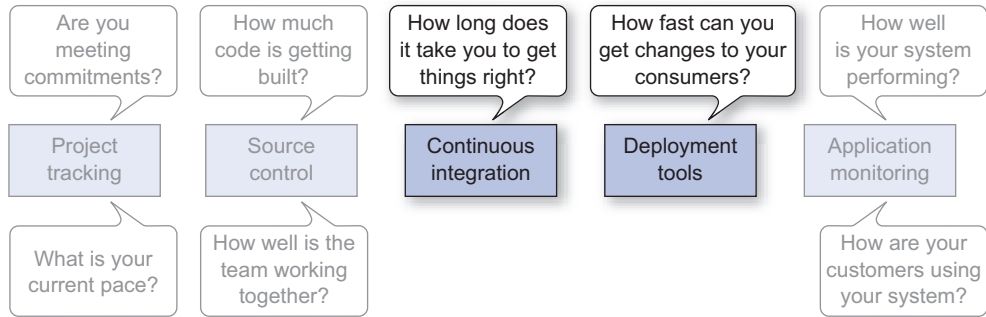 Are you
meeting
commitments?
How much
code is getting
built?
How long does
it take you to get
things right?
How fast can you
get changes to your
consumers?
How well
is your system
performing?
Project
tracking
Source
control
Continuous
integration
Deployment
tools
Application
monitoring
What is your
current pace?
How well is the
team working
together?
How are your
customers using
your system?